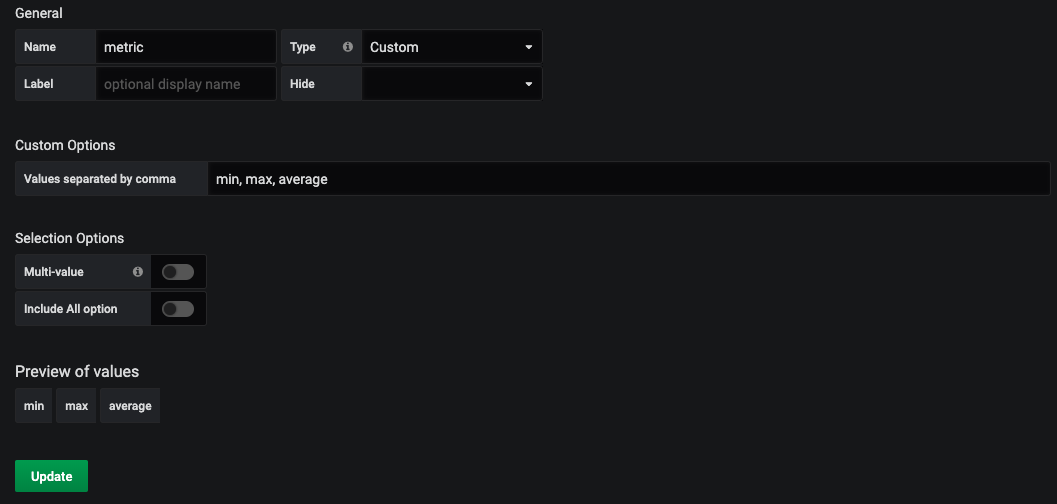 General
Name metric Type Custom
Label optional display name Hide
Custom Options
Values separated by comma min, max, average
Selection Options
Multi-value
Include All option
Preview of values
min max average
Update